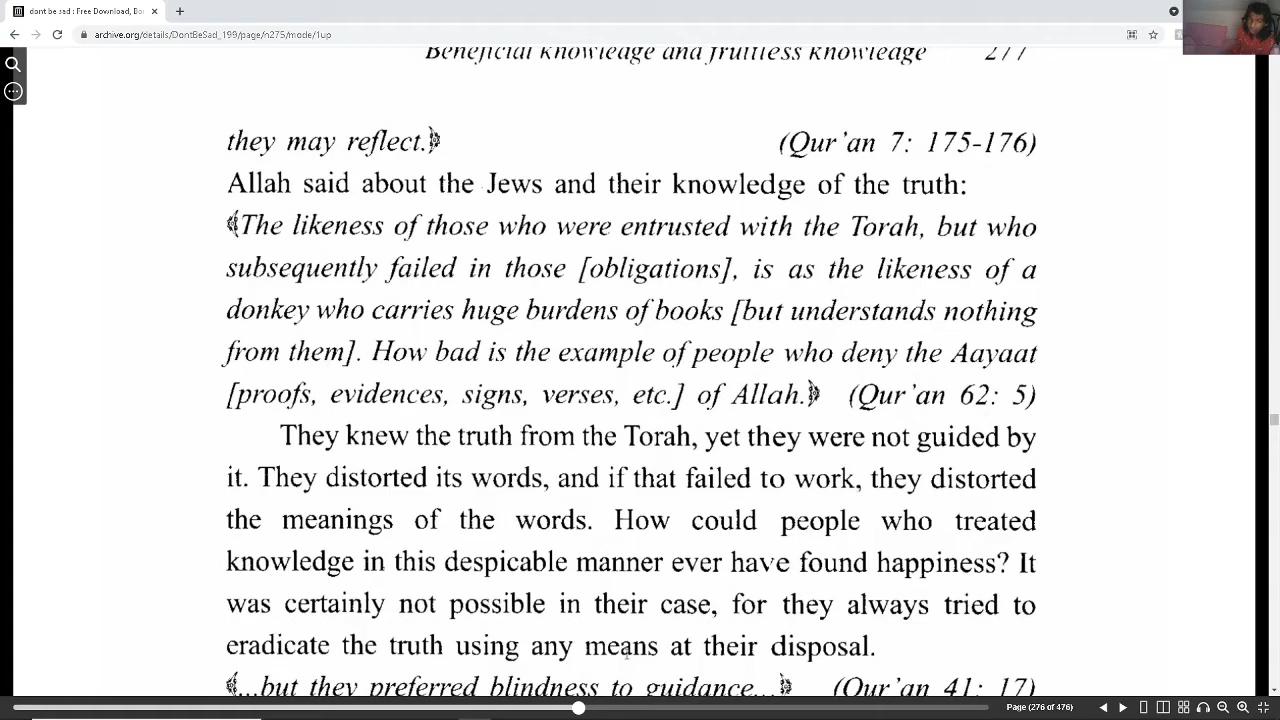 dont be sad : Free Download, Bo
archive.org/details/DontBeSad_199/page/n275/mode/1up
Beneficial knowledge and fruitless knowledge 277
they may reflect.﴾ (Qur'an 7: 175-176)
Allah said about the Jews and their knowledge of the truth:
﴿The likeness of those who were entrusted with the Torah, but who
subsequently failed in those [obligations], is as the likeness of a
donkey who carries huge burdens of books [but understands nothing
from them]. How bad is the example of people who deny the Aayaat
[proofs, evidences, signs, verses, etc.] of Allah.﴾ (Qur'an 62: 5)
They knew the truth from the Torah, yet they were not guided by
it. They distorted its words, and if that failed to work, they distorted
the meanings of the words. How could people who treated
knowledge in this despicable manner ever have found happiness? It
was certainly not possible in their case, for they always tried to
eradicate the truth using any means at their disposal.
﴿...but they preferred blindness to guidance...﴾ (Qur'an 41: 17)
Page (276 of 476)